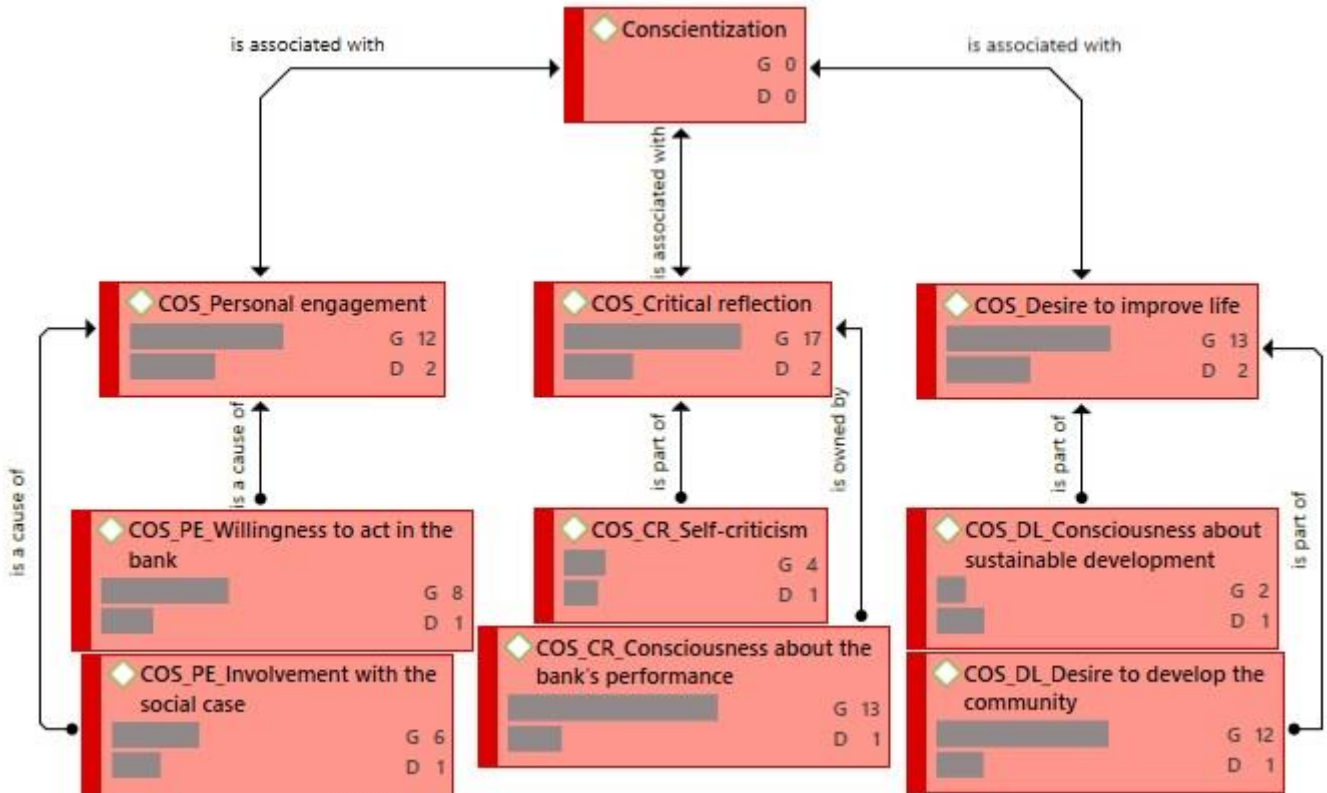 Conscientization
G 0
D 0
is associated with
is associated with
is associated with
COS_Personal engagement
G 12
D 2
COS_Critical reflection
G 17
D 2
COS_Desire to improve life
G 13
D 2
is a cause of
is a cause of
is part of
is owned by
is part of
is part of
COS_PE_Willingness to act in the
bank
G 8
D 1
COS_CR_Self-criticism
G 4
D 1
COS_DL_Consciousness about
sustainable development
G 2
D 1
COS_PE_Involvement with the
social case
G 6
D 1
COS_CR_Consciousness about the
bank's performance
G 13
D 1
COS_DL_Desire to develop the
community
G 12
D 1